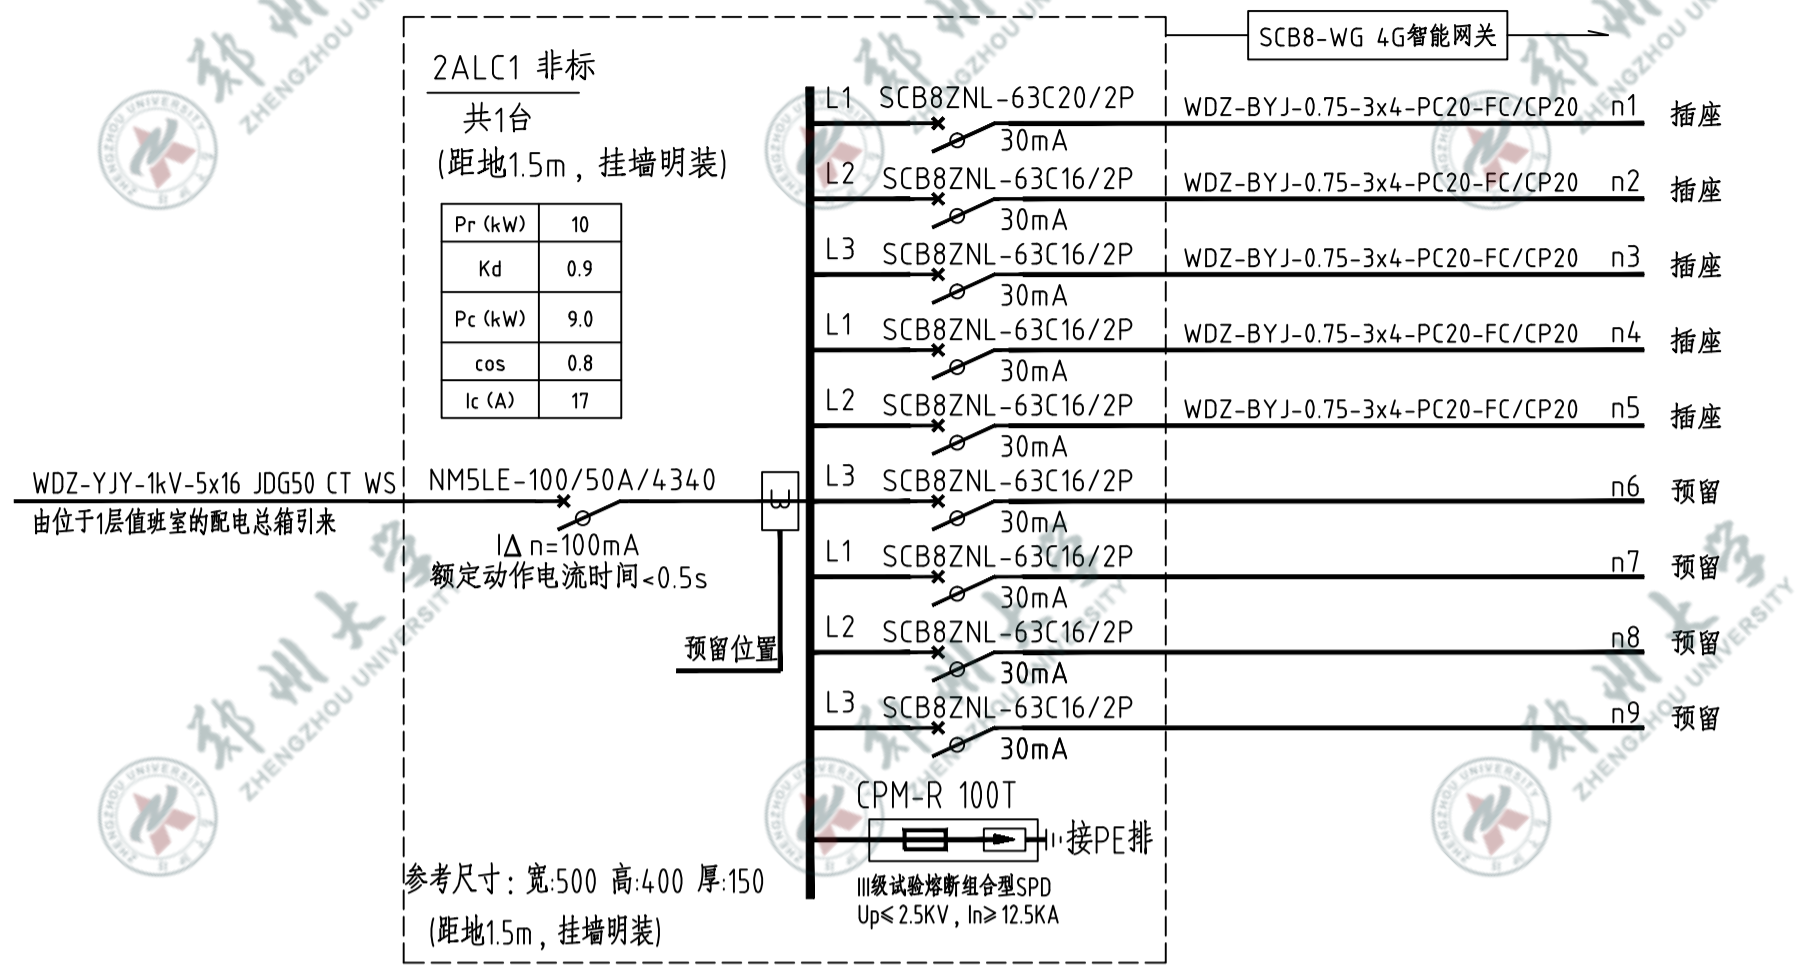 SCB8-WG 4G智能网关
2ALC1 非标
共1台
(距地1.5m，挂墙明装)
Pr(kW) 10
Kd 0.9
Pc(kW) 9.0
cos 0.8
Ic(A) 17
WDZ-YJY-1kV-5x16 JDG50 CT WS
由位于1层值班室的配电总箱引来
NM5LE-100/50A/4340
I∆n=100mA
额定动作电流时间<0.5s
预留位置
L1 SCB8ZNL-63C20/2P WDZ-BYJ-0.75-3x4-PC20-FC/CP20 n1 插座
30mA
L2 SCB8ZNL-63C16/2P WDZ-BYJ-0.75-3x4-PC20-FC/CP20 n2 插座
30mA
L3 SCB8ZNL-63C16/2P WDZ-BYJ-0.75-3x4-PC20-FC/CP20 n3 插座
30mA
L1 SCB8ZNL-63C16/2P WDZ-BYJ-0.75-3x4-PC20-FC/CP20 n4 插座
30mA
L2 SCB8ZNL-63C16/2P WDZ-BYJ-0.75-3x4-PC20-FC/CP20 n5 插座
30mA
L3 SCB8ZNL-63C16/2P n6 预留
30mA
L1 SCB8ZNL-63C16/2P n7 预留
30mA
L2 SCB8ZNL-63C16/2P n8 预留
30mA
L3 SCB8ZNL-63C16/2P n9 预留
30mA
CPM-R 100T
接PE排
III级试验熔断组合型SPD
Up≤2.5KV，In≥12.5KA
参考尺寸：宽:500 高:400 厚:150
(距地1.5m，挂墙明装)
郑州大学
ZHENGZHOU UNIVERSITY